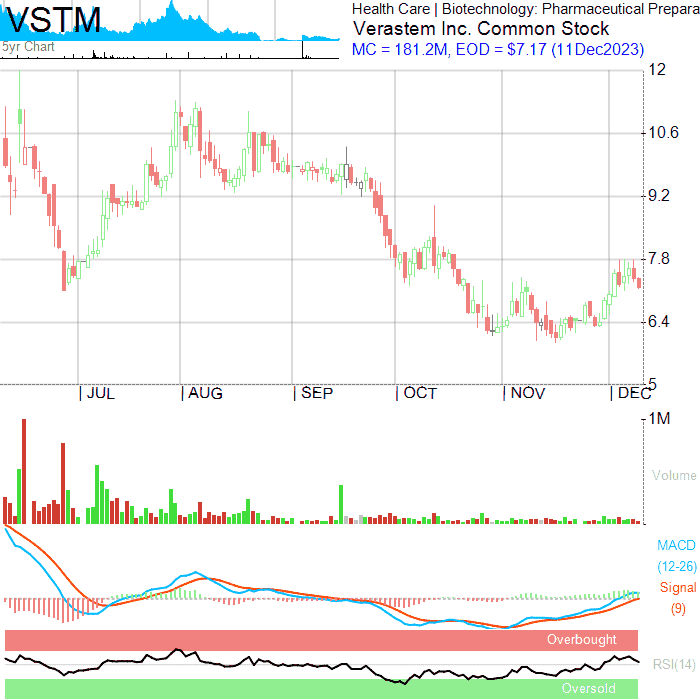 VSTM
5yr Chart
Health Care | Biotechnology: Pharmaceutical Prepara
Verastem Inc. Common Stock
MC = 181.2M, EOD = $7.17 (11Dec2023)
12
10.6
9.2
7.8
6.4
5
JUL AUG SEP OCT NOV DEC
1M
Volume
MACD
(12-26)
Signal
(9)
Overbought
RSI(14)
Oversold